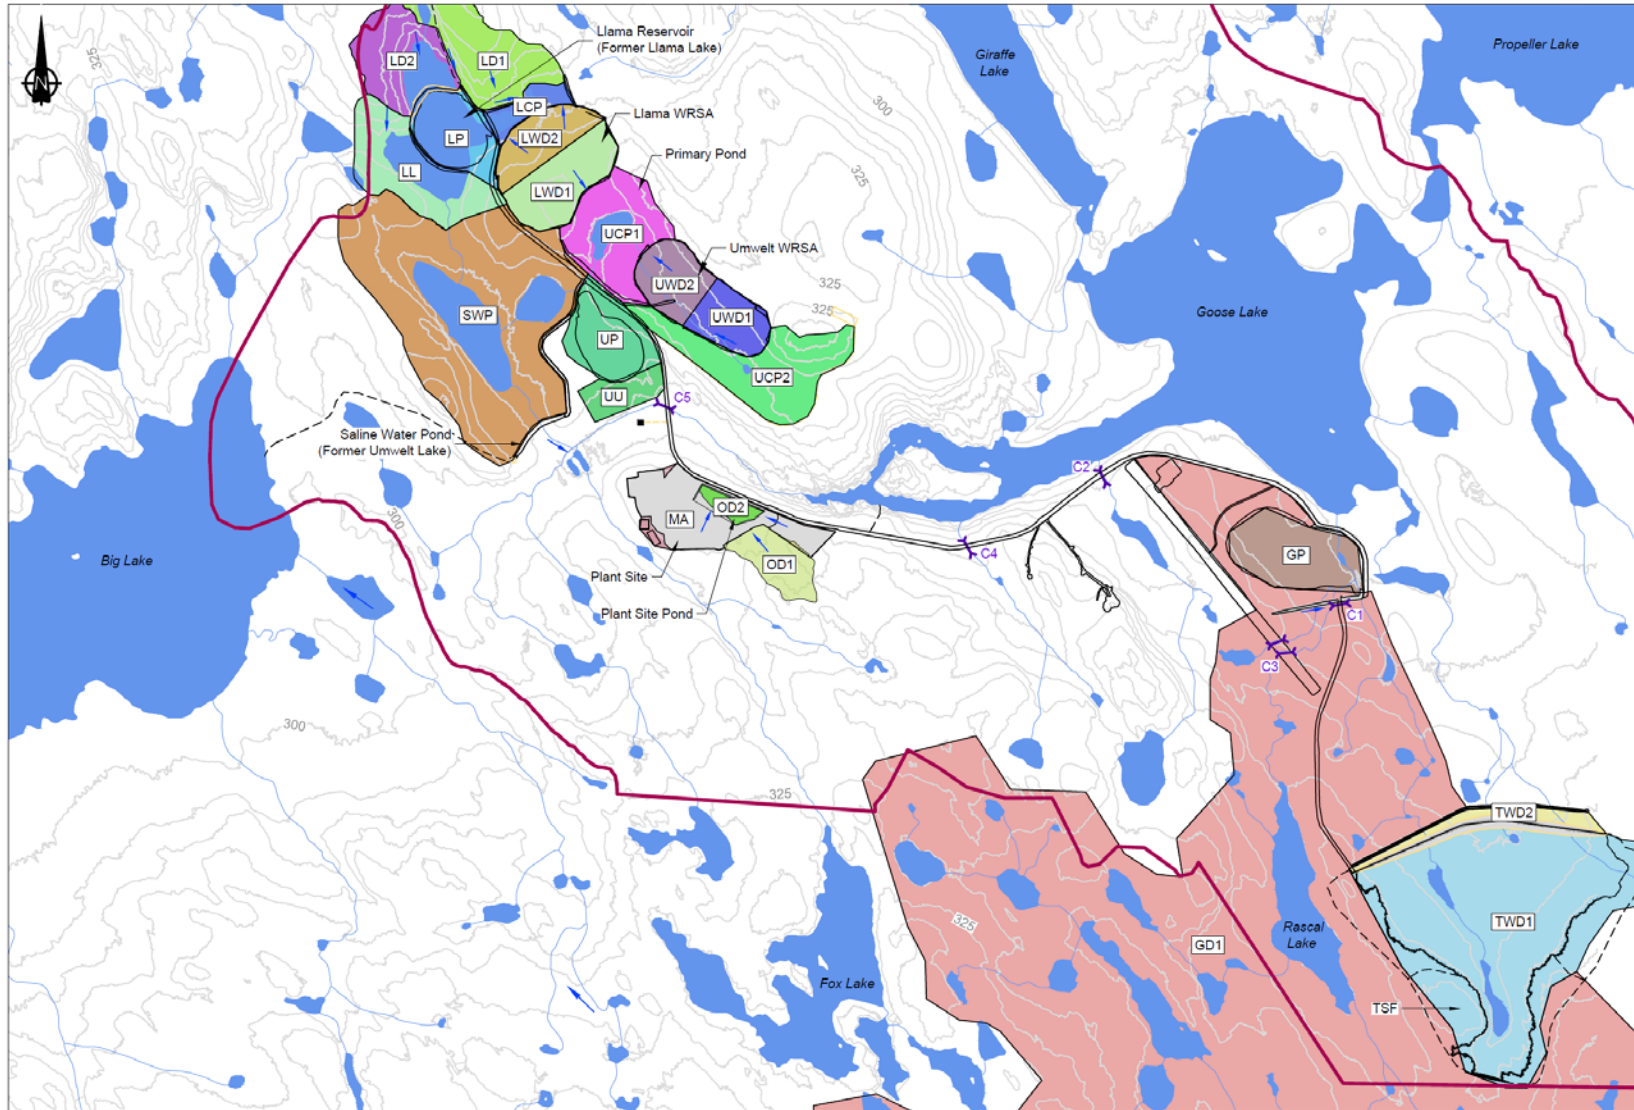 N
325
LD2
LD1
Llama Reservoir
(Former Llama Lake)
Giraffe
Lake
Propeller Lake
300
LCP
LP
LWD2
Llama WRSA
Primary Pond
LL
LWD1
325
UCP1
Umwelt WRSA
UWD2
325
325
SWP
UWD1
Goose Lake
UP
UCP2
UU
C5
Saline Water Pond
(Former Umwelt Lake)
C2
300
OD2
MA
C4
GP
Big Lake
OD1
Plant Site
Plant Site Pond
C1
C3
300
325
TWD2
325
Rascal
Lake
TWD1
GD1
Fox Lake
TSF